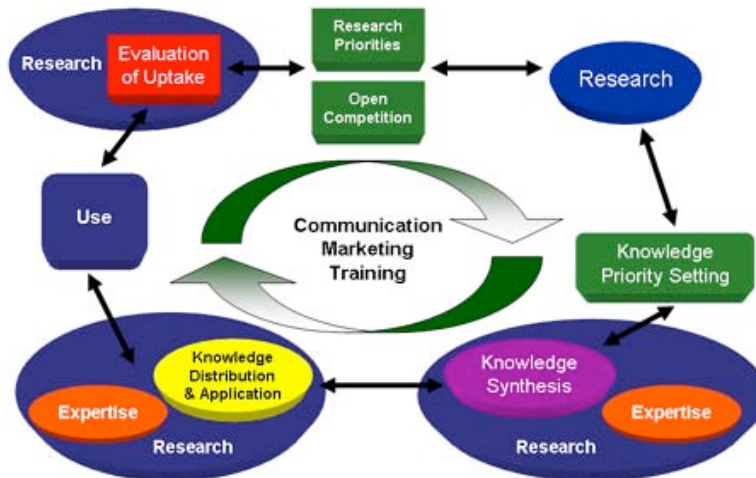 Research
Evaluation
of Uptake
Research
Priorities
Open
Competition
Research
Use
Communication
Marketing
Training
Knowledge
Priority Setting
Knowledge
Distribution
& Application
Expertise
Research
Knowledge
Synthesis
Expertise
Research